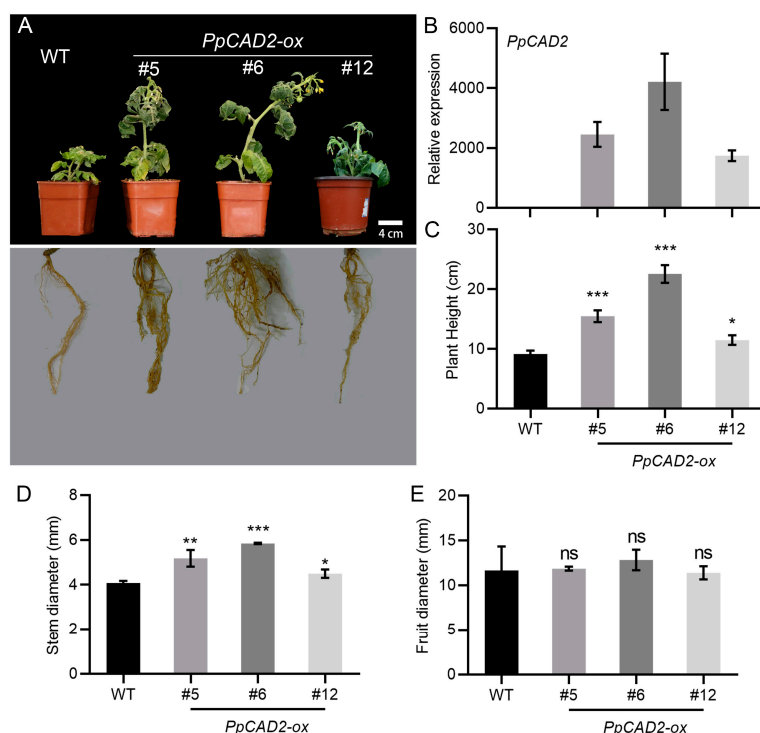 A
PpCAD2-ox
WT
#5 #6 #12
4 cm
B
PpCAD2
Relative expression
6000
4000
2000
0
C
Plant Height (cm)
30
20
10
0
***
***
*
WT #5 #6 #12
PpCAD2-ox
D
Stem diameter (mm)
8
6
4
2
0
**
***
*
WT #5 #6 #12
PpCAD2-ox
E
Fruit diameter (mm)
20
15
10
5
0
ns
ns
ns
WT #5 #6 #12
PpCAD2-ox